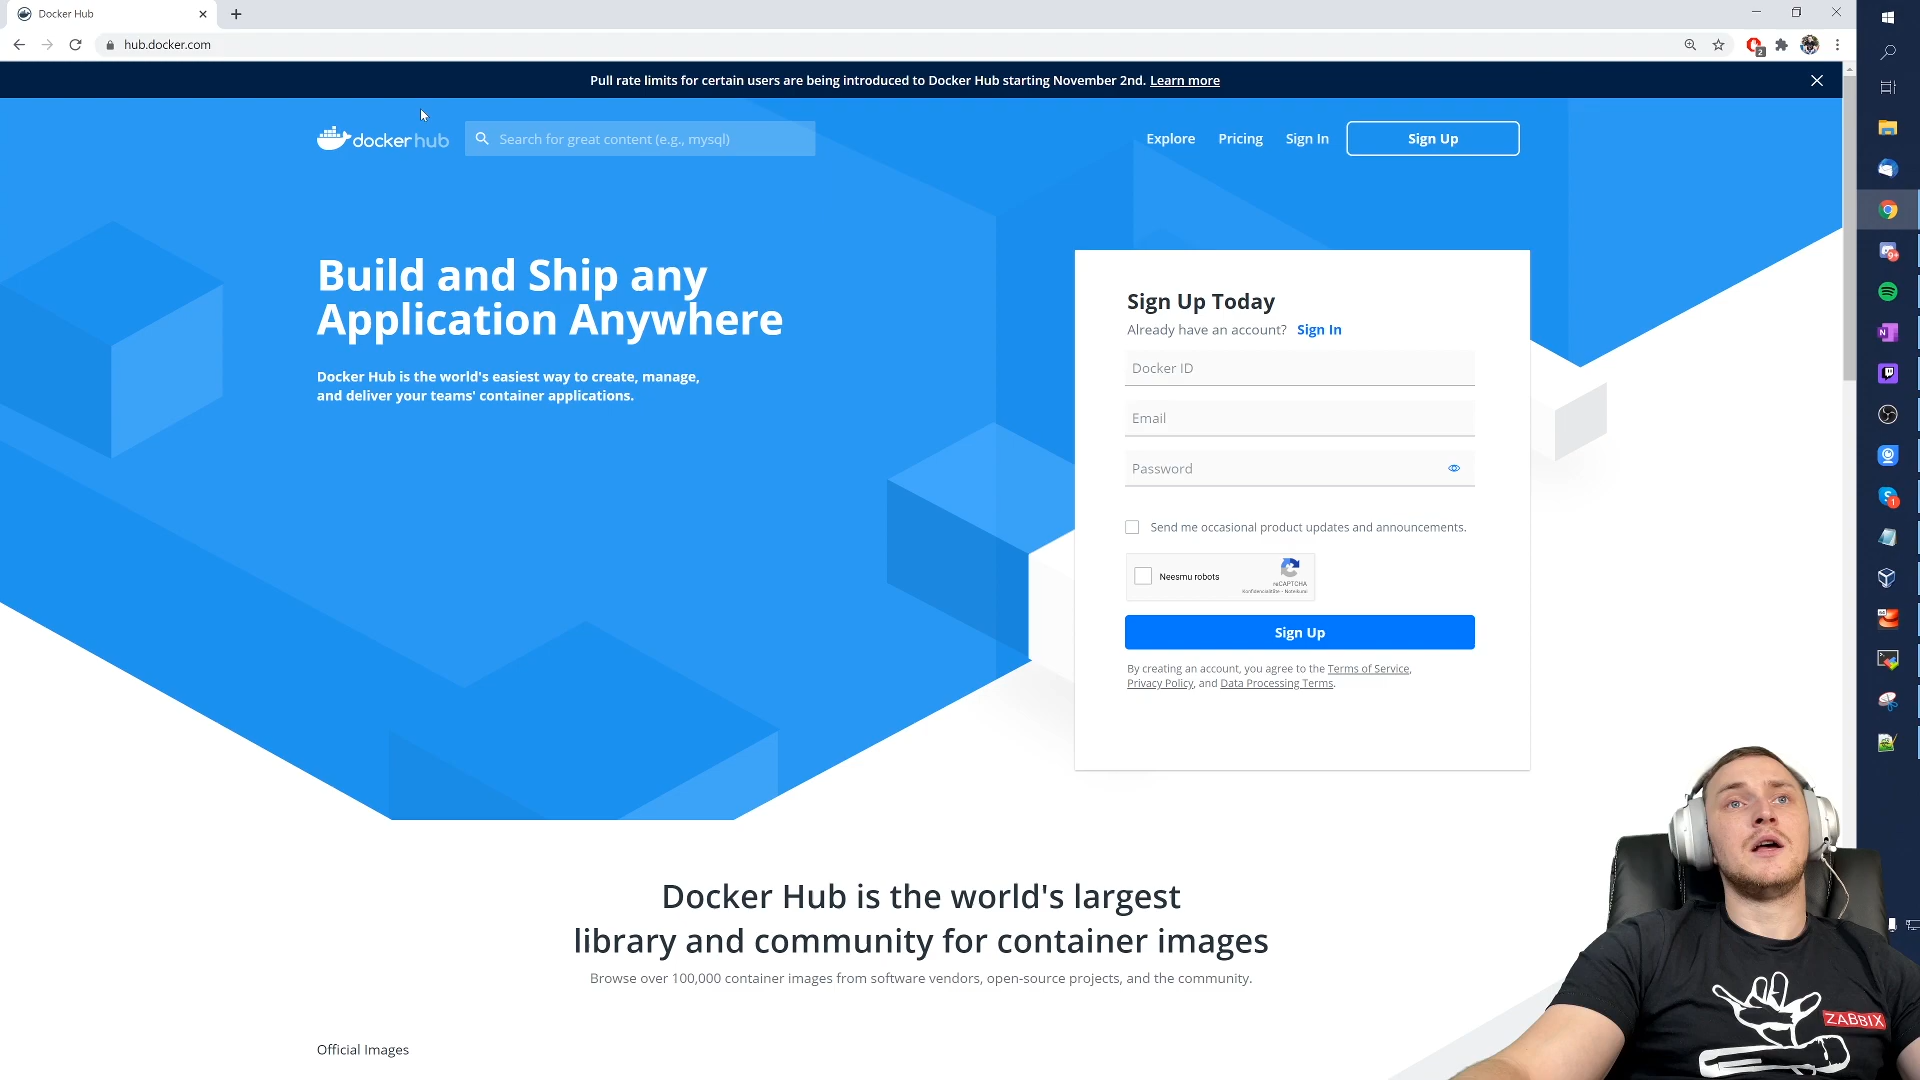 Docker Hub
hub.docker.com
2
Pull rate limits for certain users are being introduced to Docker Hub starting November 2nd. Learn more
docker hub
Search for great content (e.g., mysql)
Explore
Pricing
Sign In
Sign Up
Build and Ship any
Application Anywhere
Docker Hub is the world's easiest way to create, manage,
and deliver your teams' container applications.
Sign Up Today
Already have an account? Sign In
Docker ID
Email
Password
Send me occasional product updates and announcements.
Neesmu robots
reCAPTCHA
Konfidencialitāte - Noteikumi
Sign Up
By creating an account, you agree to the Terms of Service,
Privacy Policy, and Data Processing Terms.
Docker Hub is the world's largest
library and community for container images
Browse over 100,000 container images from software vendors, open-source projects, and the community.
Official Images
9+
N
S
1
ZABBIX